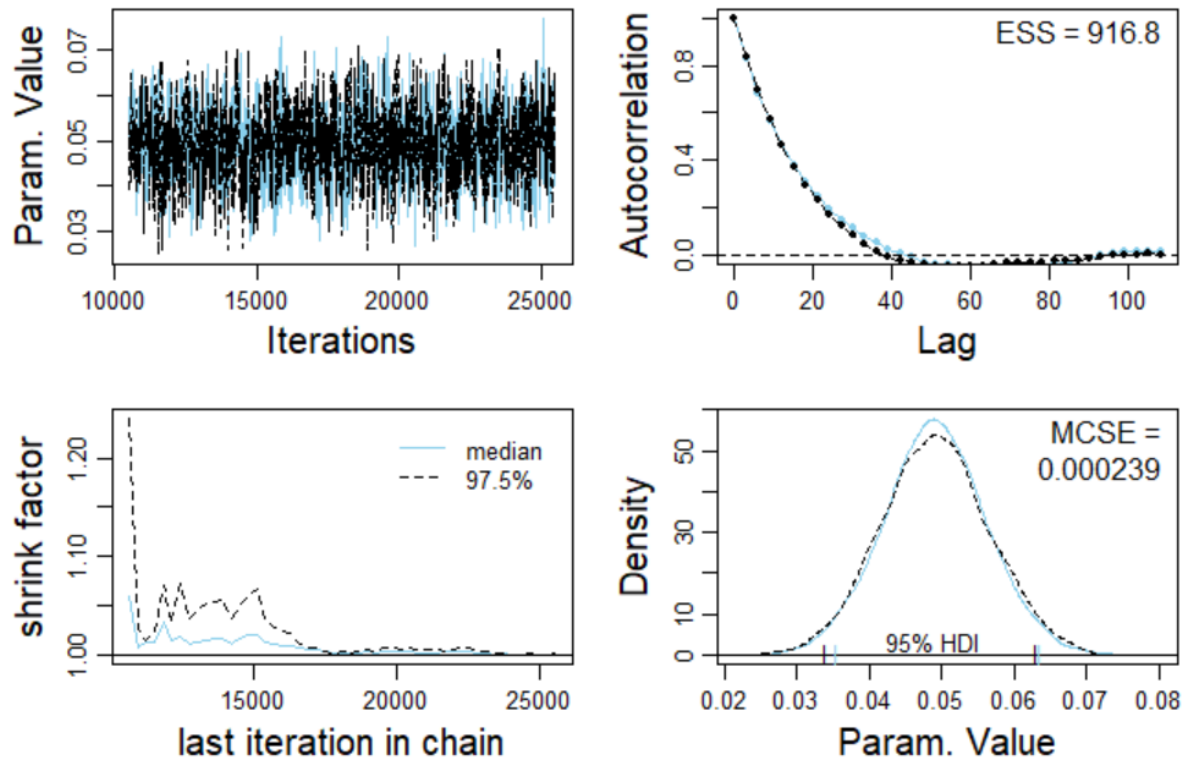 Param. Value
0.03 0.05 0.07
10000 15000 20000 25000
Iterations
Autocorrelation
0.0 0.4 0.8
ESS = 916.8
0 20 40 60 80 100
Lag
shrink factor
1.00 1.10 1.20
median
97.5%
15000 20000 25000
last iteration in chain
Density
0 10 30 50
MCSE =
0.000239
95% HDI
0.02 0.03 0.04 0.05 0.06 0.07 0.08
Param. Value